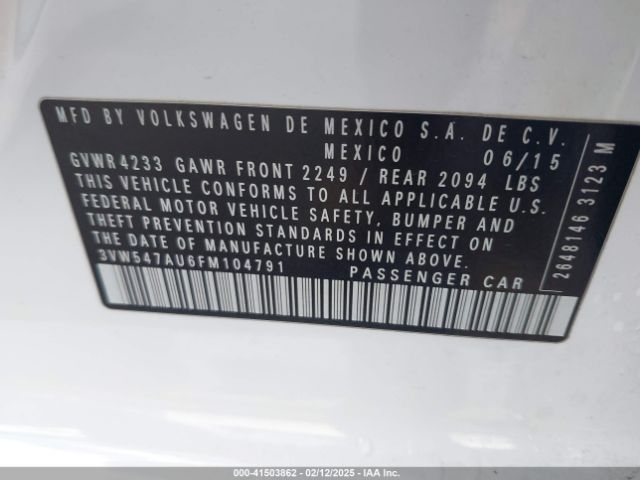 MFD BY VOLKSWAGEN DE MEXICO S.A. DE C.V.
MEXICO 06/15
GVWR 4233 GAWR FRONT 2249 / REAR 2094 LBS
THIS VEHICLE CONFORMS TO ALL APPLICABLE U.S.
FEDERAL MOTOR VEHICLE SAFETY, BUMPER AND
THEFT PREVENTION STANDARDS IN EFFECT ON
THE DATE OF MANUFACTURE SHOWN ABOVE.
3VW547AU6FM104791 PASSENGER CAR
2648146 3123 M
000-41503862 - 02/12/2025 - IAA Inc.